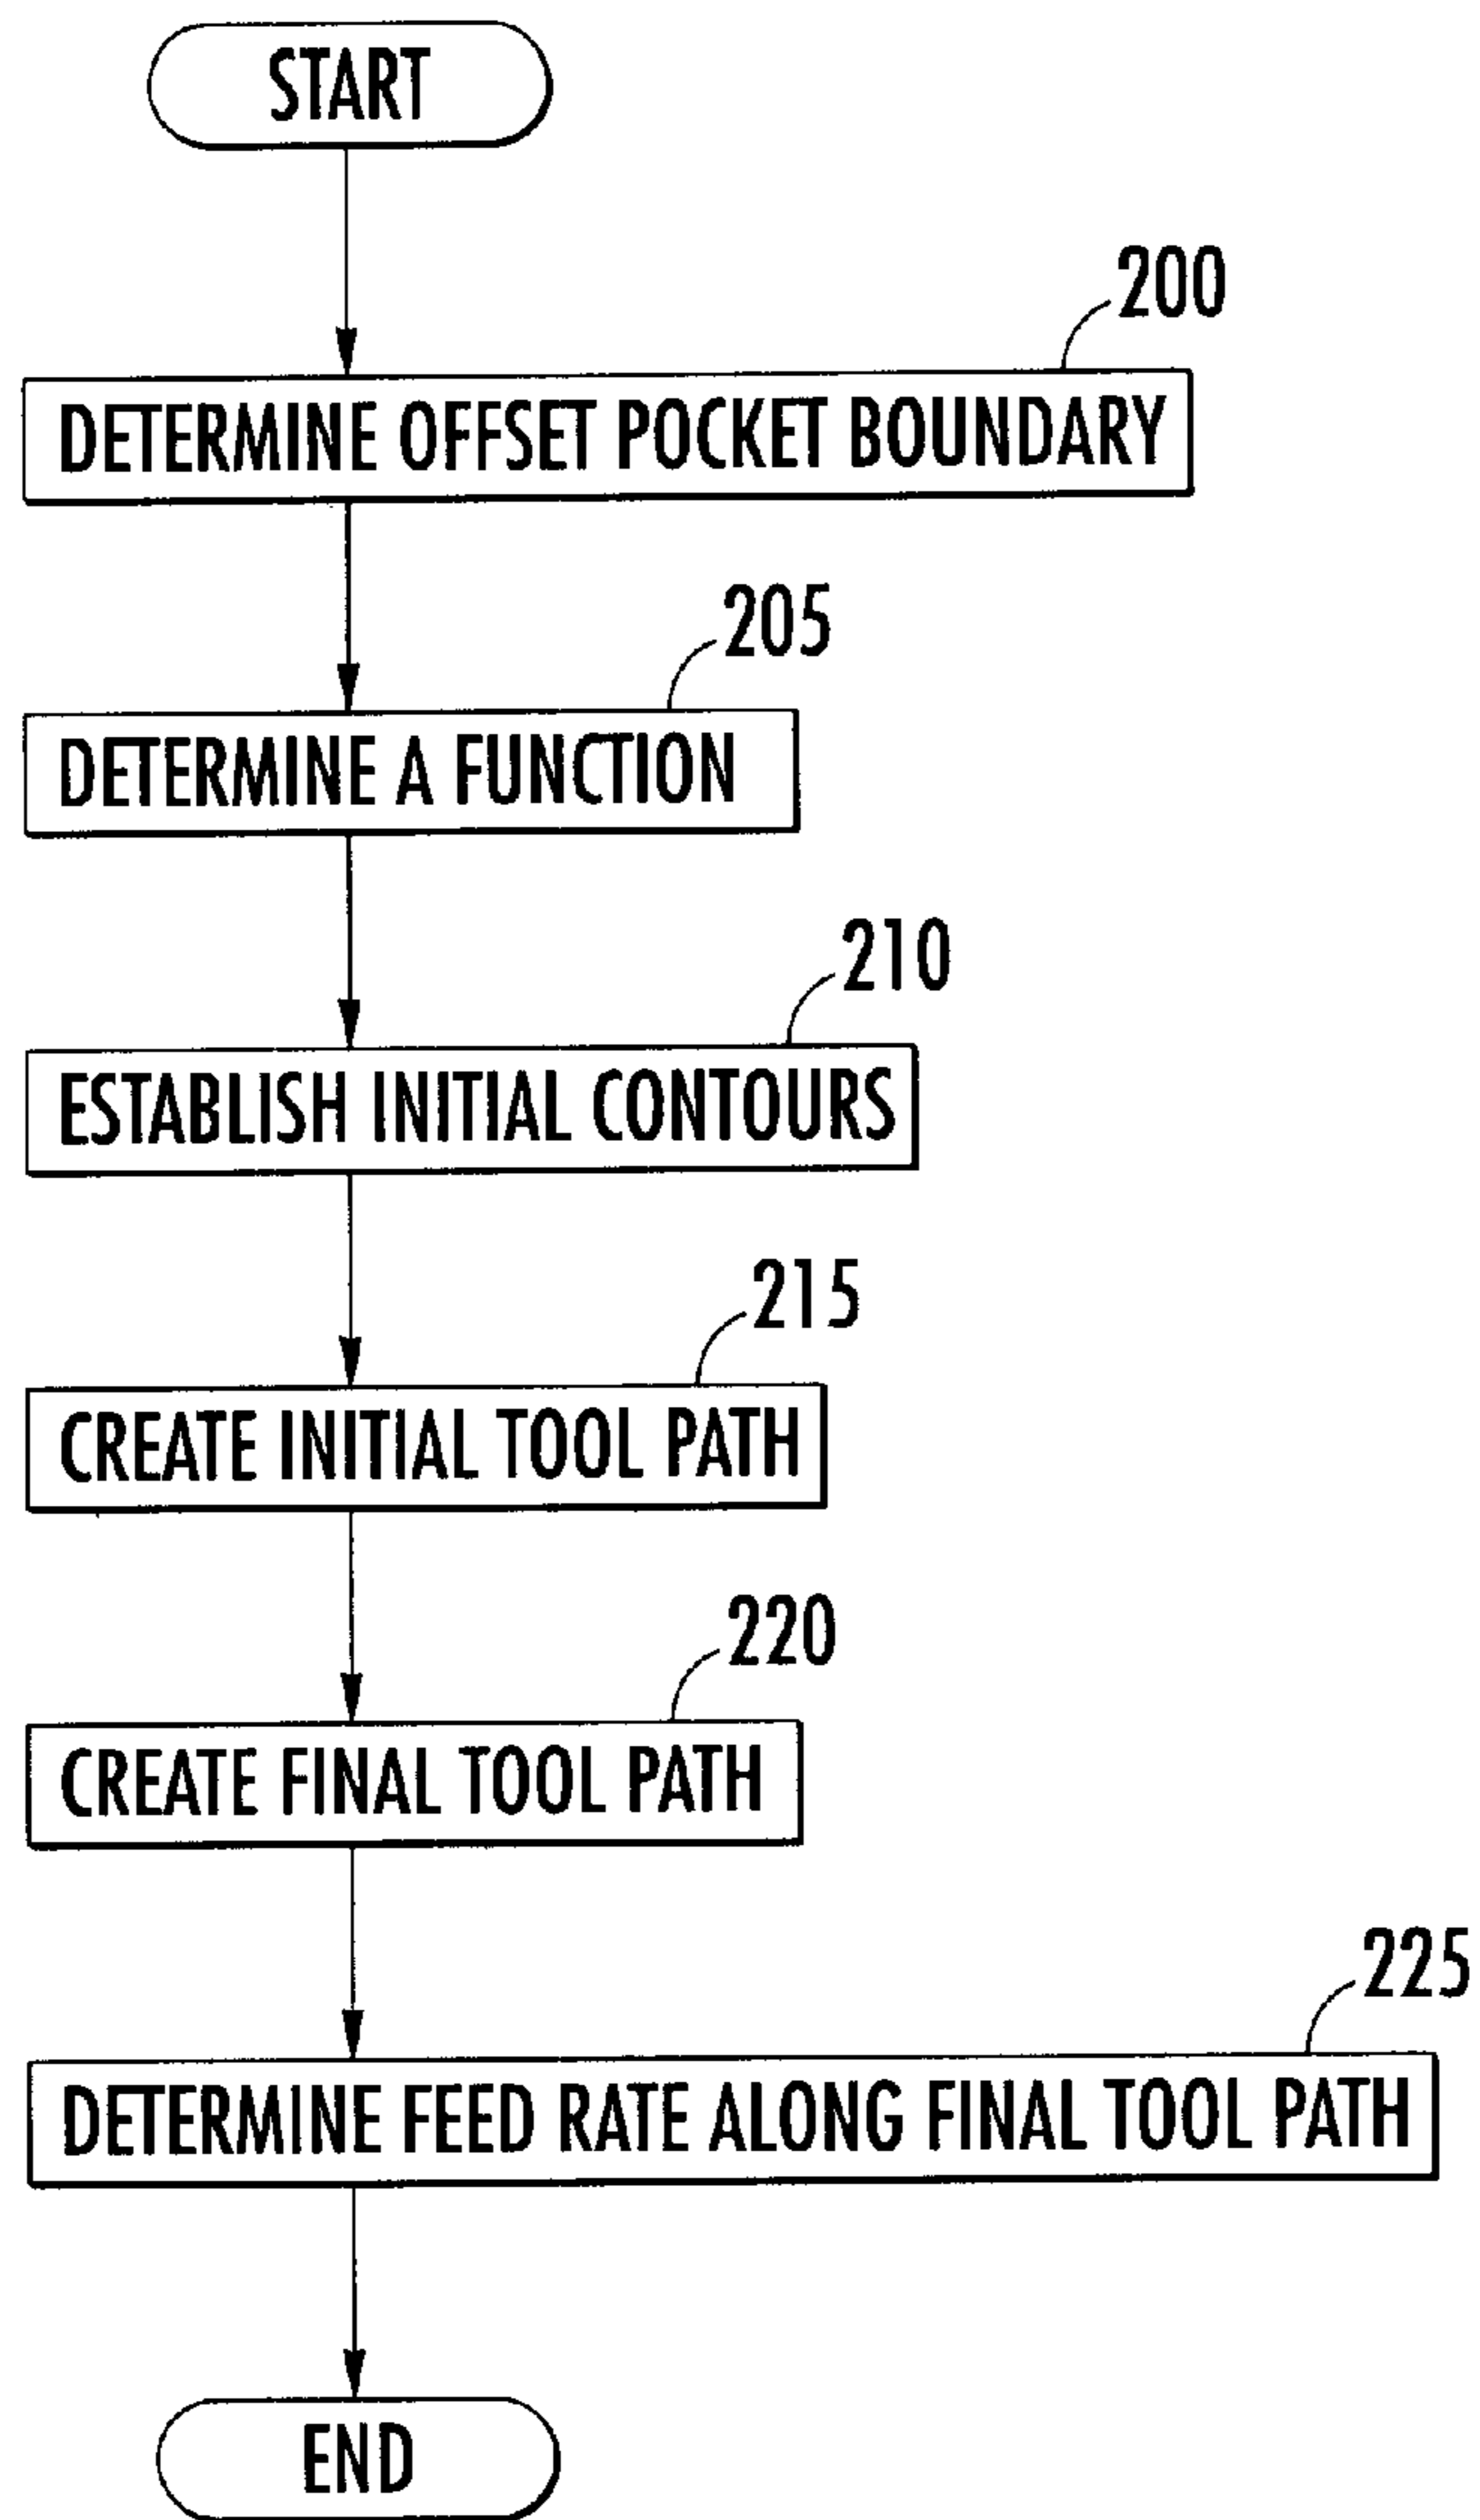 START
200
DETERMINE OFFSET POCKET BOUNDARY
205
DETERMINE A FUNCTION
210
ESTABLISH INITIAL CONTOURS
215
CREATE INITIAL TOOL PATH
220
CREATE FINAL TOOL PATH
225
DETERMINE FEED RATE ALONG FINAL TOOL PATH
END